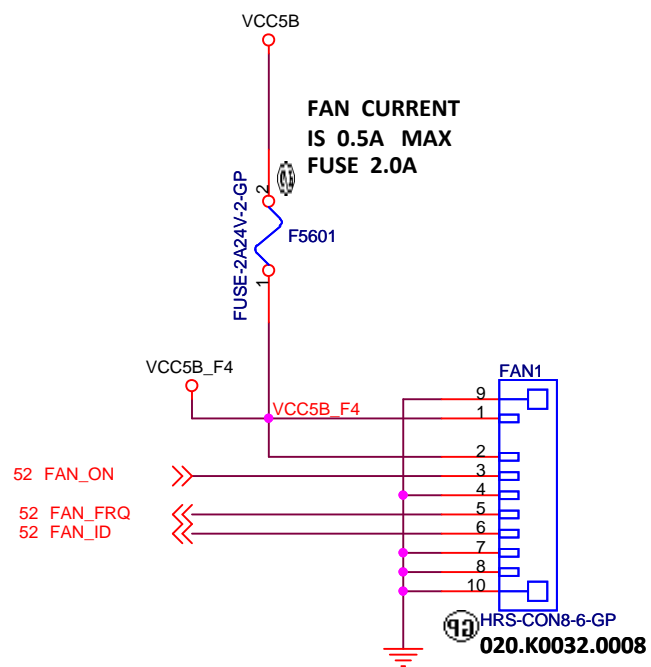 VCC5B
FAN CURRENT
IS 0.5A MAX
FUSE 2.0A
FUSE-2A24V-2-GP
2
F5601
1
VCC5B_F4
VCC5B_F4
FAN1
9
1
2
52 FAN_ON
3
4
52 FAN_FRQ
5
52 FAN_ID
6
7
8
10
HRS-CON8-6-GP
020.K0032.0008